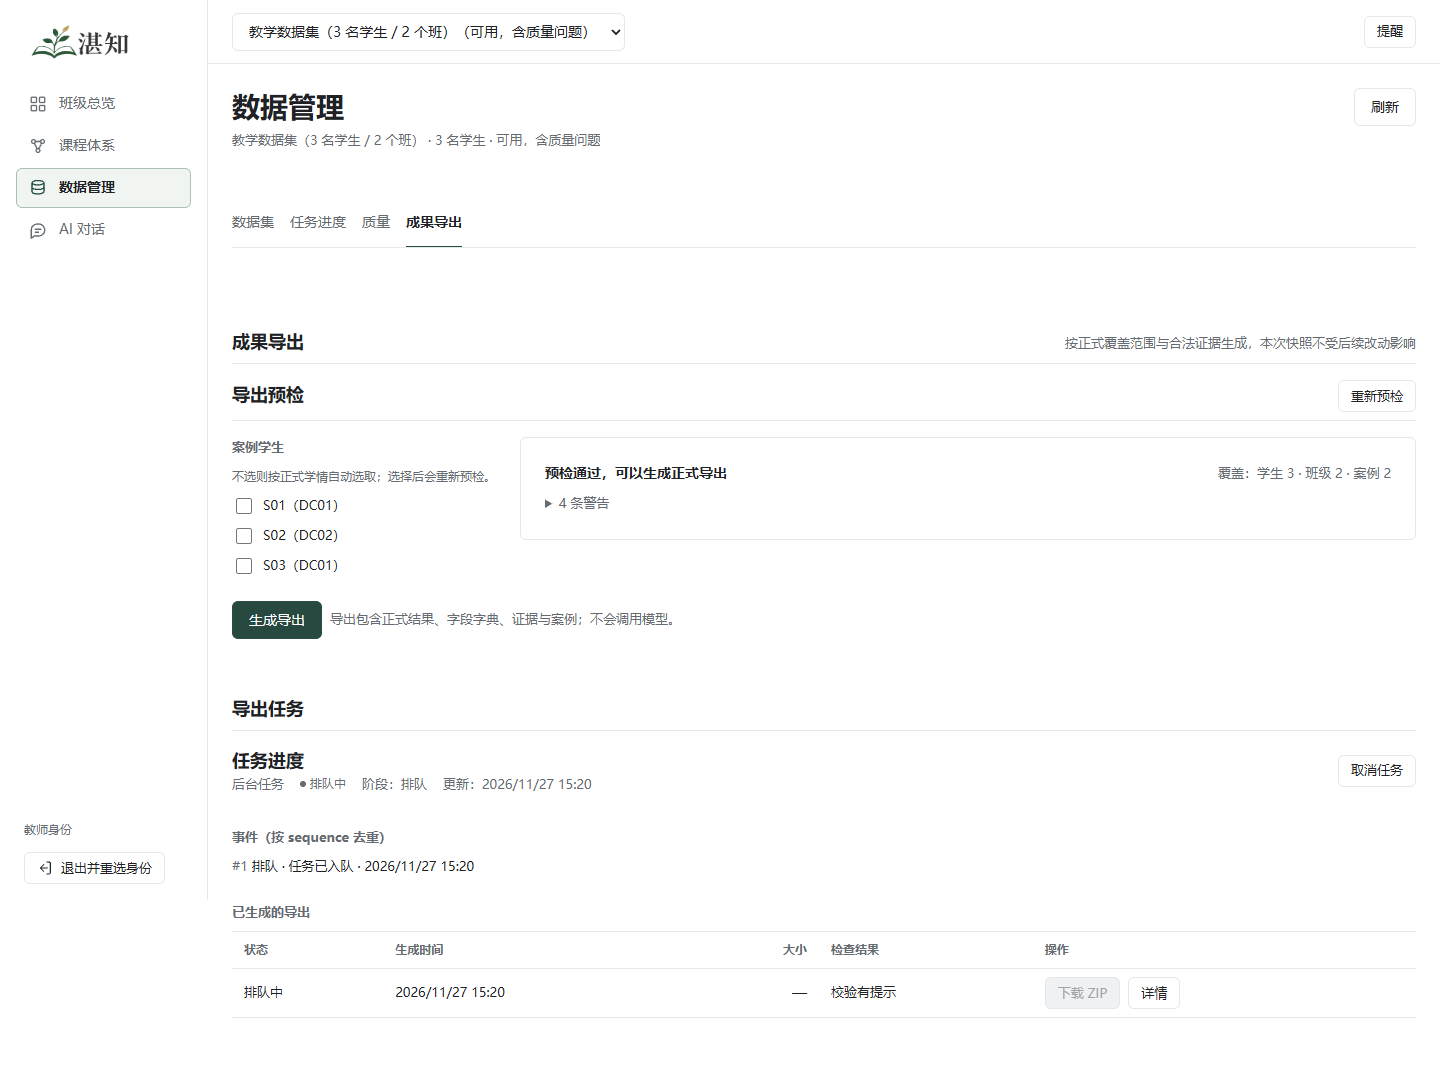 湛知
教学数据集（3 名学生 / 2 个班）（可用，含质量问题）
提醒
班级总览
课程体系
数据管理
AI 对话
数据管理
刷新
教学数据集（3 名学生 / 2 个班） · 3 名学生 · 可用，含质量问题
数据集 任务进度 质量 成果导出
成果导出
按正式覆盖范围与合法证据生成，本次快照不受后续改动影响
导出预检
重新预检
案例学生
不选则按正式学情自动选取；选择后会重新预检。
S01（DC01）
S02（DC02）
S03（DC01）
预检通过，可以生成正式导出
覆盖：学生 3 · 班级 2 · 案例 2
4 条警告
生成导出
导出包含正式结果、字段字典、证据与案例；不会调用模型。
导出任务
任务进度
后台任务 排队中 阶段：排队 更新：2026/11/27 15:20
取消任务
事件（按 sequence 去重）
#1 排队 · 任务已入队 · 2026/11/27 15:20
已生成的导出
状态 生成时间 大小 检查结果 操作
排队中 2026/11/27 15:20 — 校验有提示 下载 ZIP 详情
教师身份
退出并重选身份